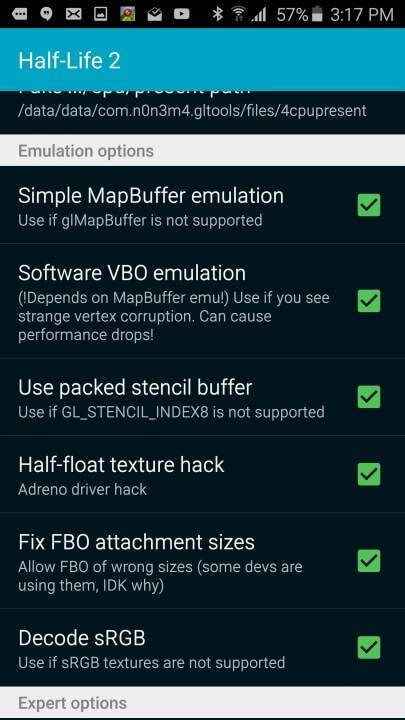 57% 3:17 PM
Half-Life 2
/data/data/com.n0n3m4.gltools/files/4cpupresent
Emulation options
Simple MapBuffer emulation
Use if glMapBuffer is not supported
Software VBO emulation
(!Depends on MapBuffer emu!) Use if you see
strange vertex corruption. Can cause
performance drops!
Use packed stencil buffer
Use if GL_STENCIL_INDEX8 is not supported
Half-float texture hack
Adreno driver hack
Fix FBO attachment sizes
Allow FBO of wrong sizes (some devs are
using them, IDK why)
Decode sRGB
Use if sRGB textures are not supported
Expert options